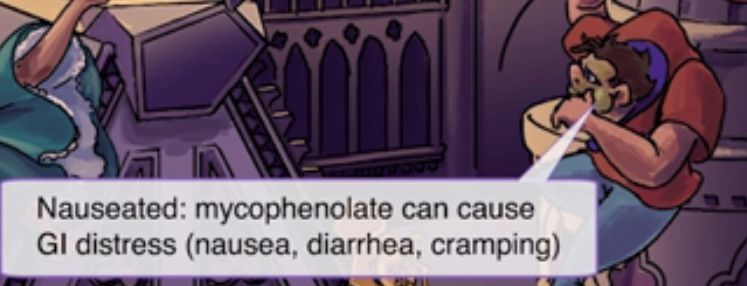 Nauseated: mycophenolate can cause
GI distress (nausea, diarrhea, cramping)